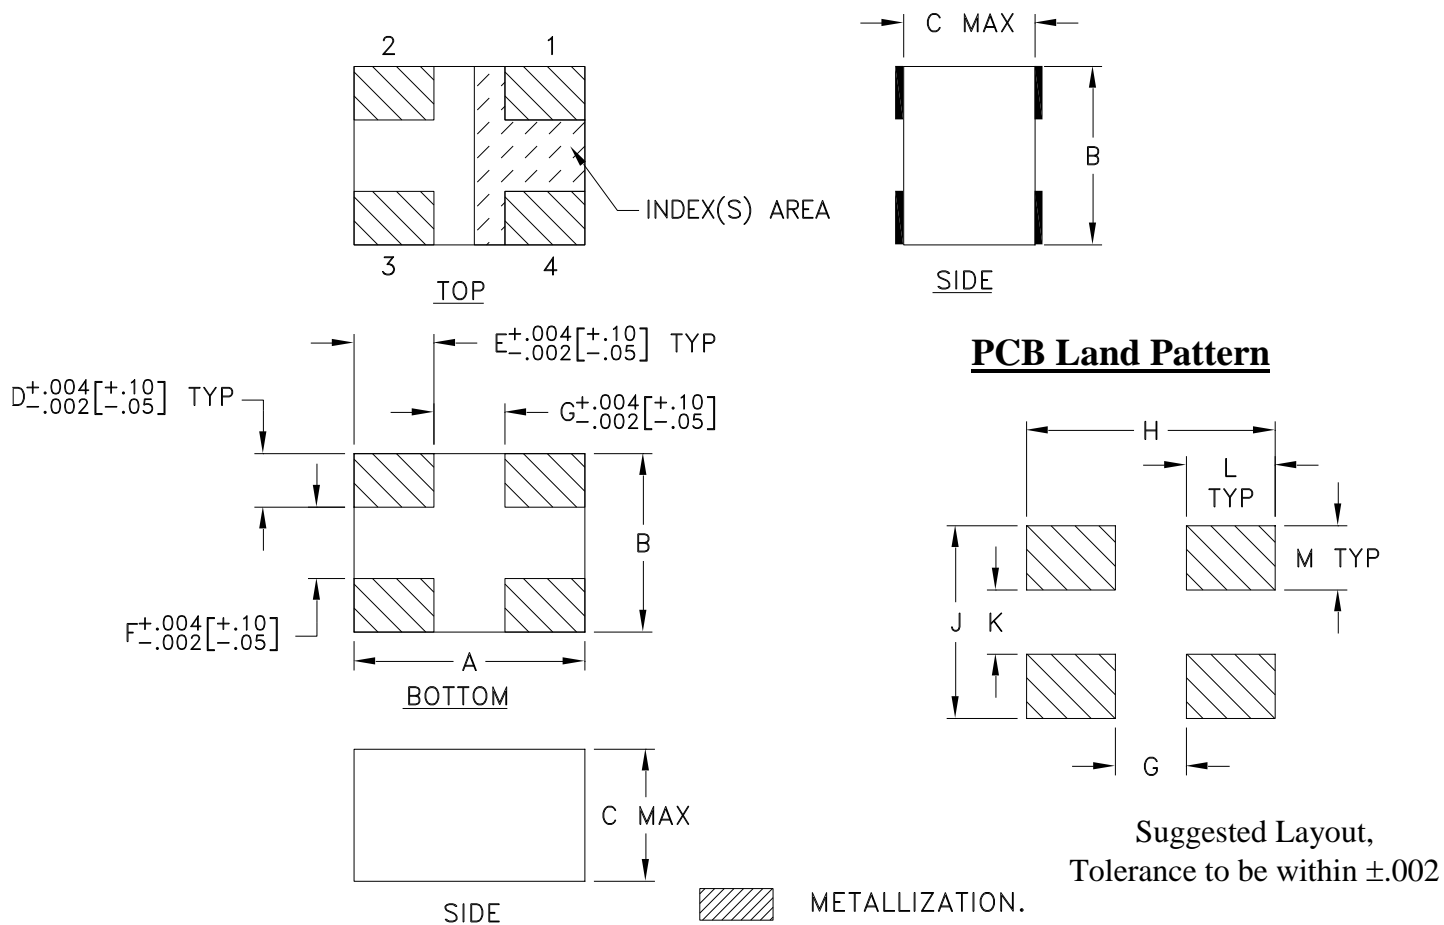 C MAX
2 1
B
INDEX(S) AREA
3 4
TOP
SIDE
E+.004[+.10]
-.002[-.05] TYP
PCB Land Pattern
D+.004[+.10]
-.002[-.05] TYP
G+.004[+.10]
-.002[-.05]
H
L
TYP
M TYP
B
J K
F+.004[+.10]
-.002[-.05]
A
BOTTOM
G
C MAX
Suggested Layout,
Tolerance to be within ±.002
SIDE
METALLIZATION.